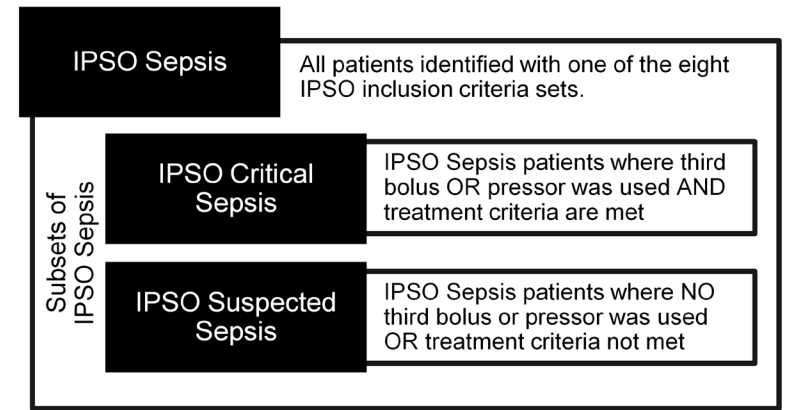 IPSO Sepsis
All patients identified with one of the eight
IPSO inclusion criteria sets.
Subsets of
IPSO Sepsis
IPSO Critical
Sepsis
IPSO Sepsis patients where third
bolus OR pressor was used AND
treatment criteria are met
IPSO Suspected
Sepsis
IPSO Sepsis patients where NO
third bolus or pressor was used
OR treatment criteria not met